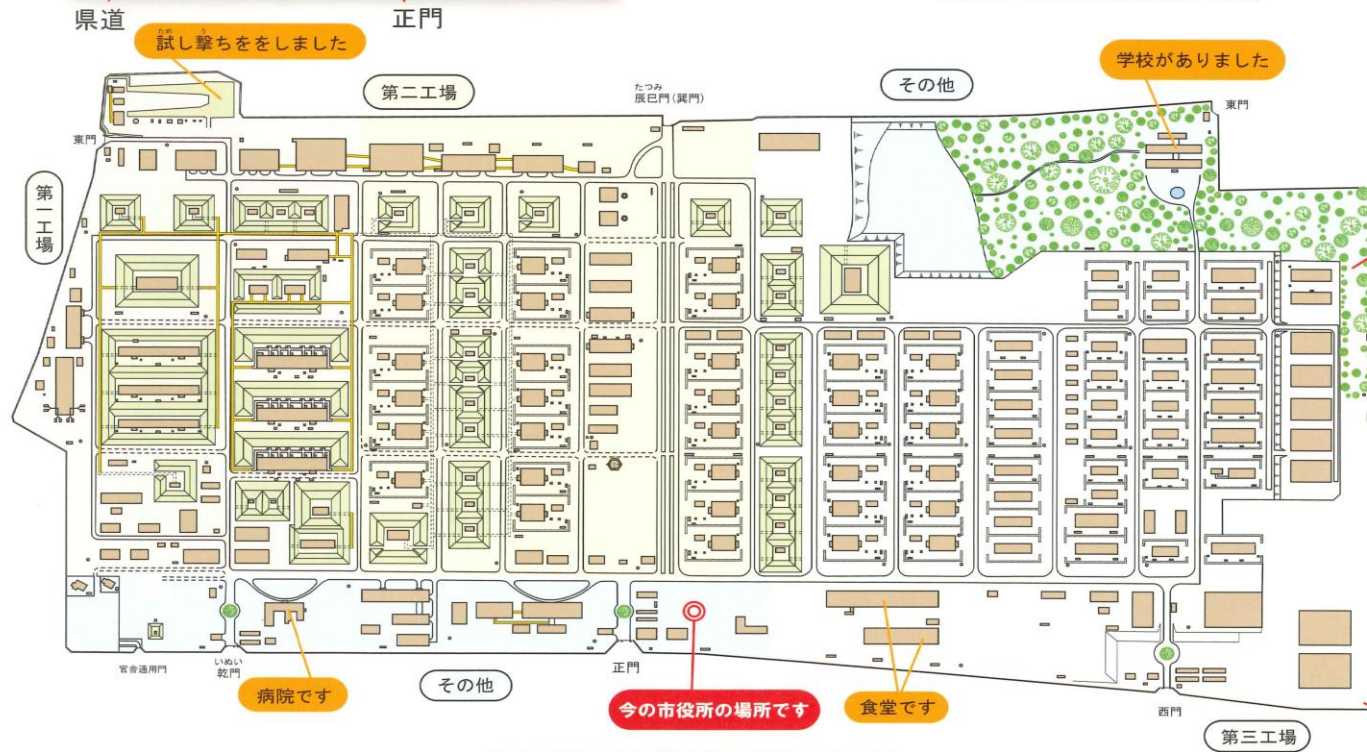 県道
正門
ため う
試し撃ちををしました
第二工場
たつみ
辰巳門(巽門)
その他
学校がありました
東門
東門
第一工場
官舎通用門
いぬい
乾門
病院です
その他
正門
今の市役所の場所です
食堂です
西門
第三工場